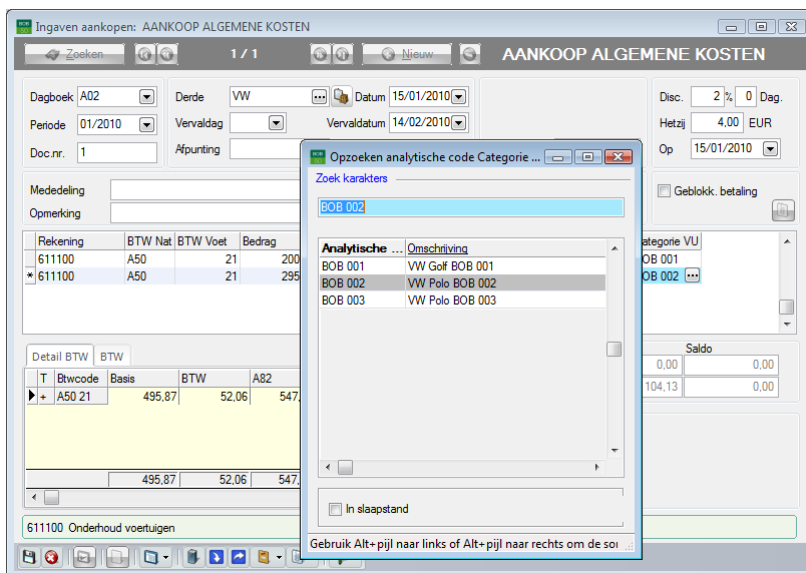 Ingaven aankopen: AANKOOP ALGEMENE KOSTEN
Zoeken 1 / 1 Nieuw AANKOOP ALGEMENE KOSTEN
Dagboek A02 Derde VW Datum 15/01/2010 Disc. 2 % 0 Dag.
Periode 01/2010 Vervaldag Vervaldatum 14/02/2010 Hetzij 4,00 EUR
Doc.nr. 1 Afpunting Op 15/01/2010
Mededeling Geblokk. betaling
Opmerking
Rekening BTW Nat BTW Voet Bedrag ategorie VU
611100 A50 21 200 OB 001
* 611100 A50 21 295 OB 002
Detail BTW BTW Saldo
0,00 0,00
104,13 0,00
T Btwcode Basis BTW A82
+ A50 21 495,87 52,06 547,
495,87 52,06 547,
611100 Onderhoud voertuigen
BOB
Opzoeken analytische code Categorie ...
Zoek karakters
BOB 002
Analytische ... Omschrijving
BOB 001 VW Golf BOB 001
BOB 002 VW Polo BOB 002
BOB 003 VW Polo BOB 003
In slaapstand
Gebruik Alt+pijl naar links of Alt+pijl naar rechts om de